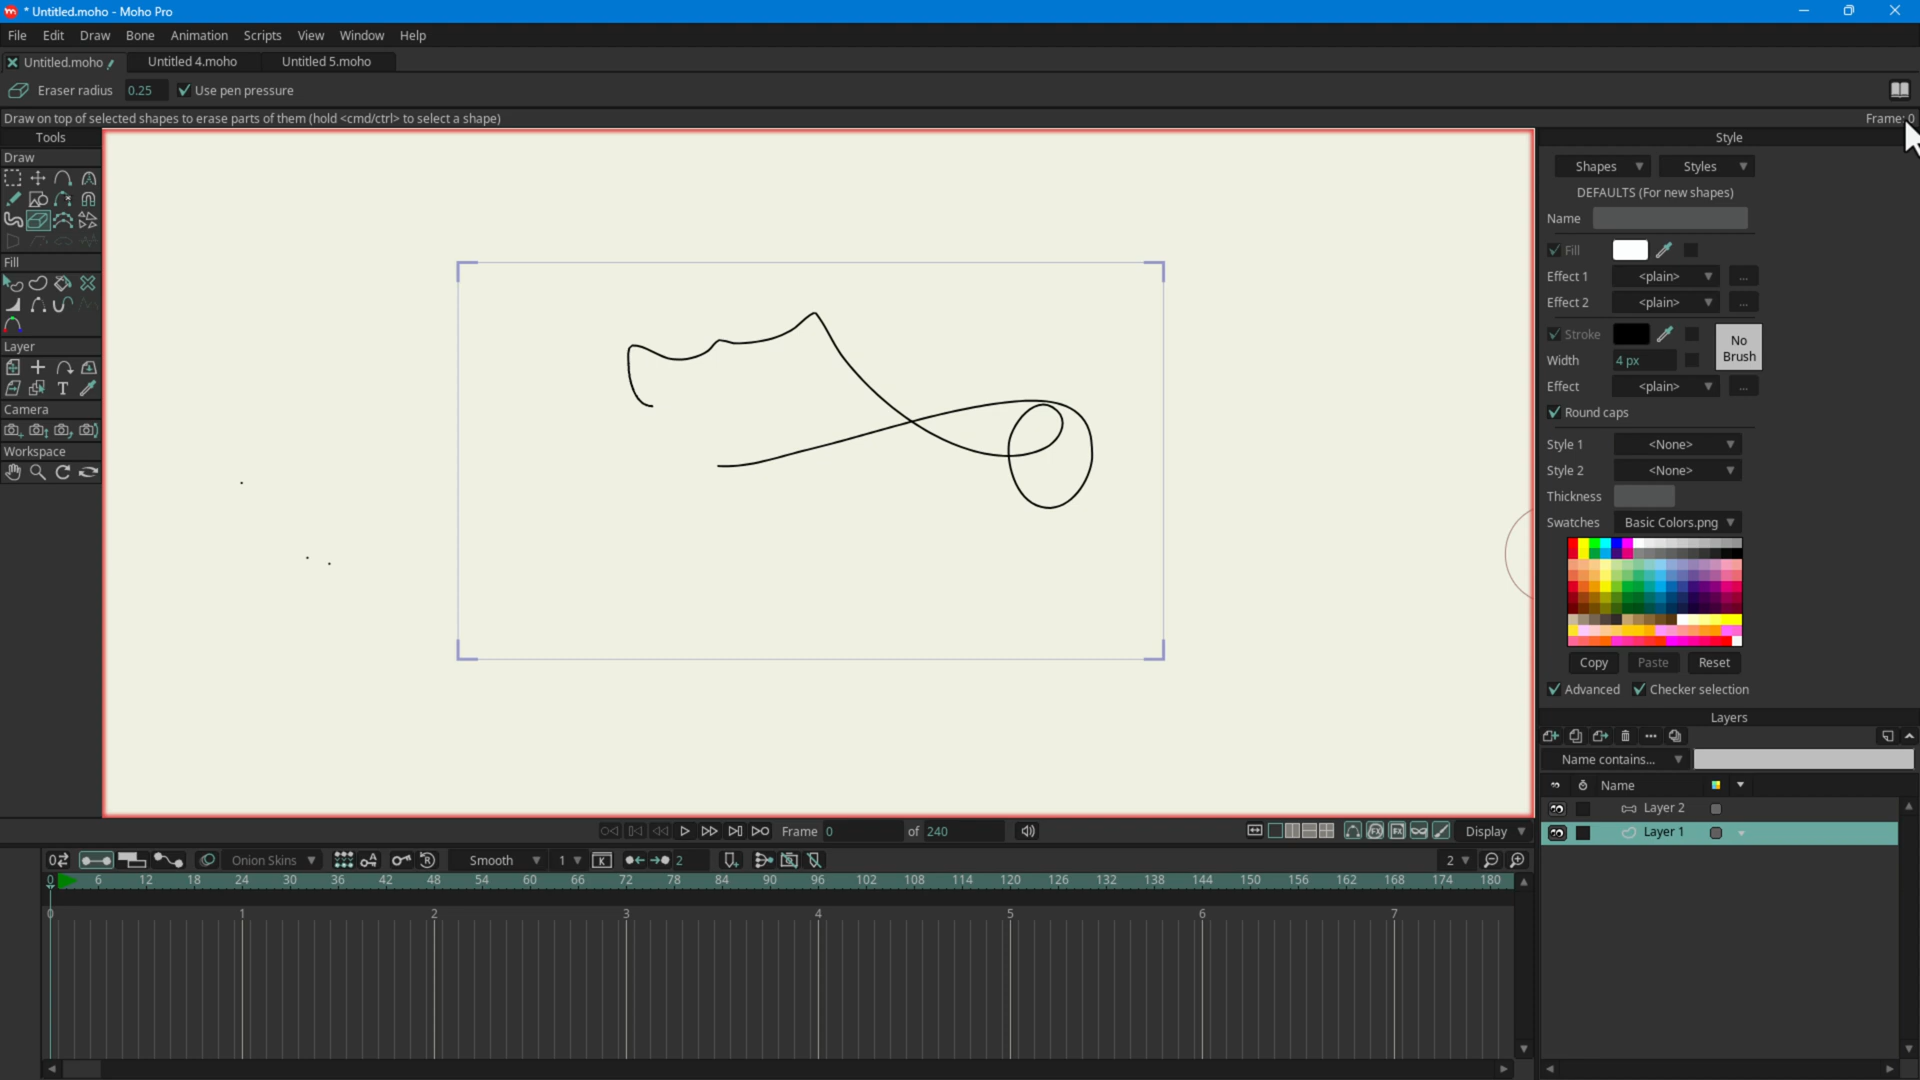 * Untitled.moho - Moho Pro
File Edit Draw Bone Animation Scripts View Window Help
Untitled.moho Untitled 4.moho Untitled 5.moho
Eraser radius 0.25 Use pen pressure
Draw on top of selected shapes to erase parts of them (hold <cmd/ctrl> to select a shape) Frame: 0
Tools
Draw
Fill
Layer
Camera
Workspace
Style
Shapes Styles
DEFAULTS (For new shapes)
Name
Fill
Effect 1 <plain> ...
Effect 2 <plain> ...
Stroke
No Brush
Width 4 px
Effect <plain> ...
Round caps
Style 1 <None>
Style 2 <None>
Thickness
Swatches Basic Colors.png
Copy Paste Reset
Advanced Checker selection
Layers
Name contains...
Name
Layer 2
Layer 1
Frame 0 of 240 Display
Onion Skins Smooth 1 K 2 2
0 6 12 18 24 30 36 42 48 54 60 66 72 78 84 90 96 102 108 114 120 126 132 138 144 150 156 162 168 174 180
0 1 2 3 4 5 6 7